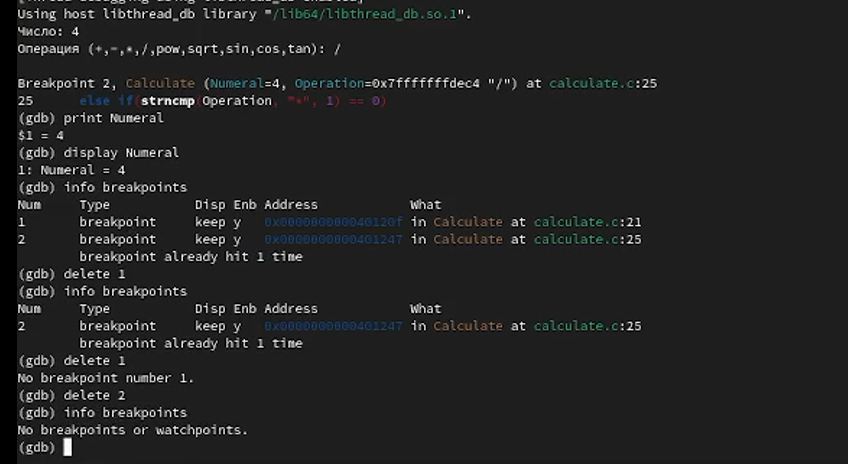 [Thread debugging using libthread_db enabled]
Using host libthread_db library "/lib64/libthread_db.so.1".
Число: 4
Операция (+,-,*,/,pow,sqrt,sin,cos,tan): /
Breakpoint 2, Calculate (Numeral=4, Operation=0x7fffffffdec4 "/") at calculate.c:25
25 else if(strncmp(Operation, "*", 1) == 0)
(gdb) print Numeral
$1 = 4
(gdb) display Numeral
1: Numeral = 4
(gdb) info breakpoints
Num Type Disp Enb Address What
1 breakpoint keep y 0x000000000040120f in Calculate at calculate.c:21
2 breakpoint keep y 0x0000000000401247 in Calculate at calculate.c:25
breakpoint already hit 1 time
(gdb) delete 1
(gdb) info breakpoints
Num Type Disp Enb Address What
2 breakpoint keep y 0x0000000000401247 in Calculate at calculate.c:25
breakpoint already hit 1 time
(gdb) delete 1
No breakpoint number 1.
(gdb) delete 2
(gdb) info breakpoints
No breakpoints or watchpoints.
(gdb)